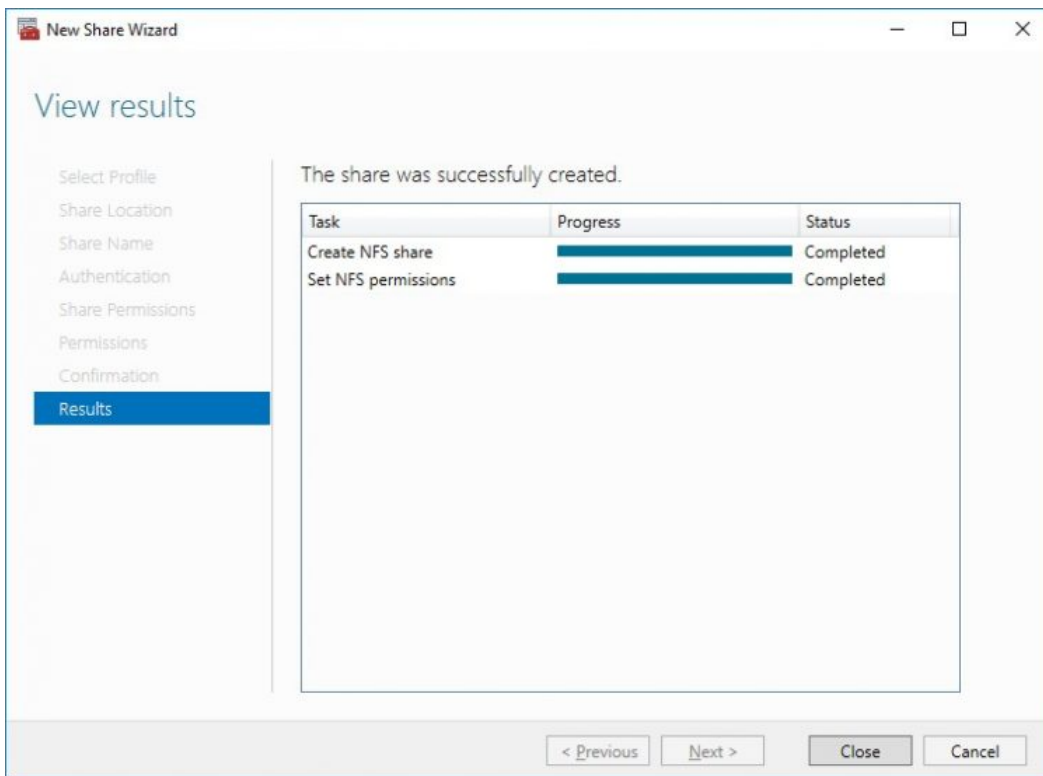 New Share Wizard
View results
Select Profile
Share Location
Share Name
Authentication
Share Permissions
Permissions
Confirmation
Results
The share was successfully created.
Task Progress Status
Create NFS share Completed
Set NFS permissions Completed
< Previous Next > Close Cancel